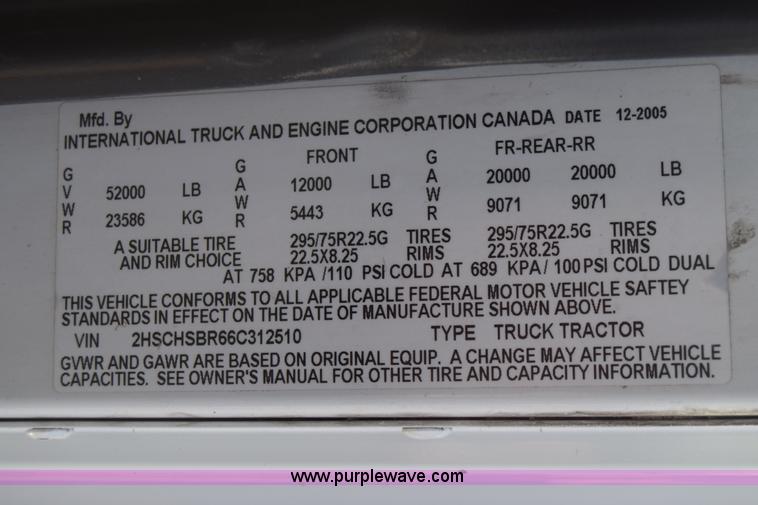 Mfd. By
INTERNATIONAL TRUCK AND ENGINE CORPORATION CANADA DATE 12-2005
GVWR 52000 LB 23586 KG
GAWR FRONT 12000 LB 5443 KG
GAWR FR-REAR-RR 20000 20000 LB 9071 9071 KG
A SUITABLE TIRE 295/75R22.5G TIRES 295/75R22.5G TIRES
AND RIM CHOICE 22.5X8.25 RIMS 22.5X8.25 RIMS
AT 758 KPA /110 PSI COLD AT 689 KPA / 100 PSI COLD DUAL
THIS VEHICLE CONFORMS TO ALL APPLICABLE FEDERAL MOTOR VEHICLE SAFTEY
STANDARDS IN EFFECT ON THE DATE OF MANUFACTURE SHOWN ABOVE.
VIN 2HSCHSBR66C312510 TYPE TRUCK TRACTOR
GVWR AND GAWR ARE BASED ON ORIGINAL EQUIP. A CHANGE MAY AFFECT VEHICLE
CAPACITIES. SEE OWNER'S MANUAL FOR OTHER TIRE AND CAPACITY INFORMATION.
www.purplewave.com